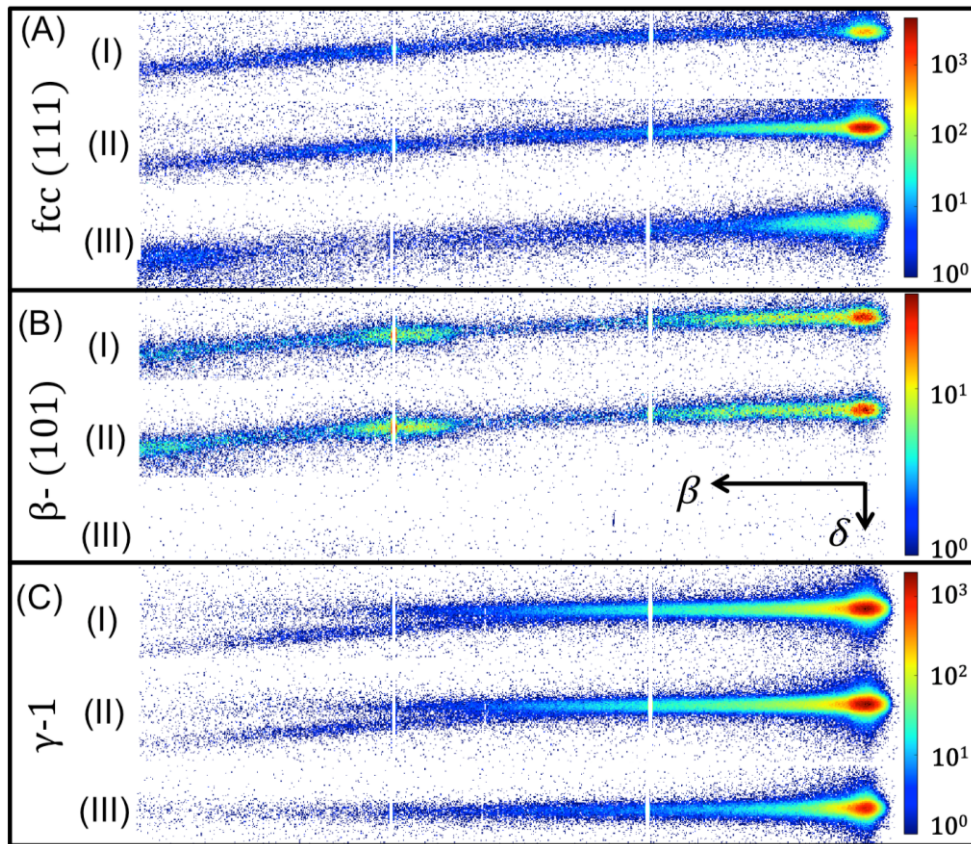 (A)
fcc (111)
(I)
(II)
(III)
10³
10²
10¹
10⁰
(B)
β- (101)
(I)
(II)
(III)
β
δ
10¹
10⁰
(C)
γ-1
(I)
(II)
(III)
10³
10²
10¹
10⁰